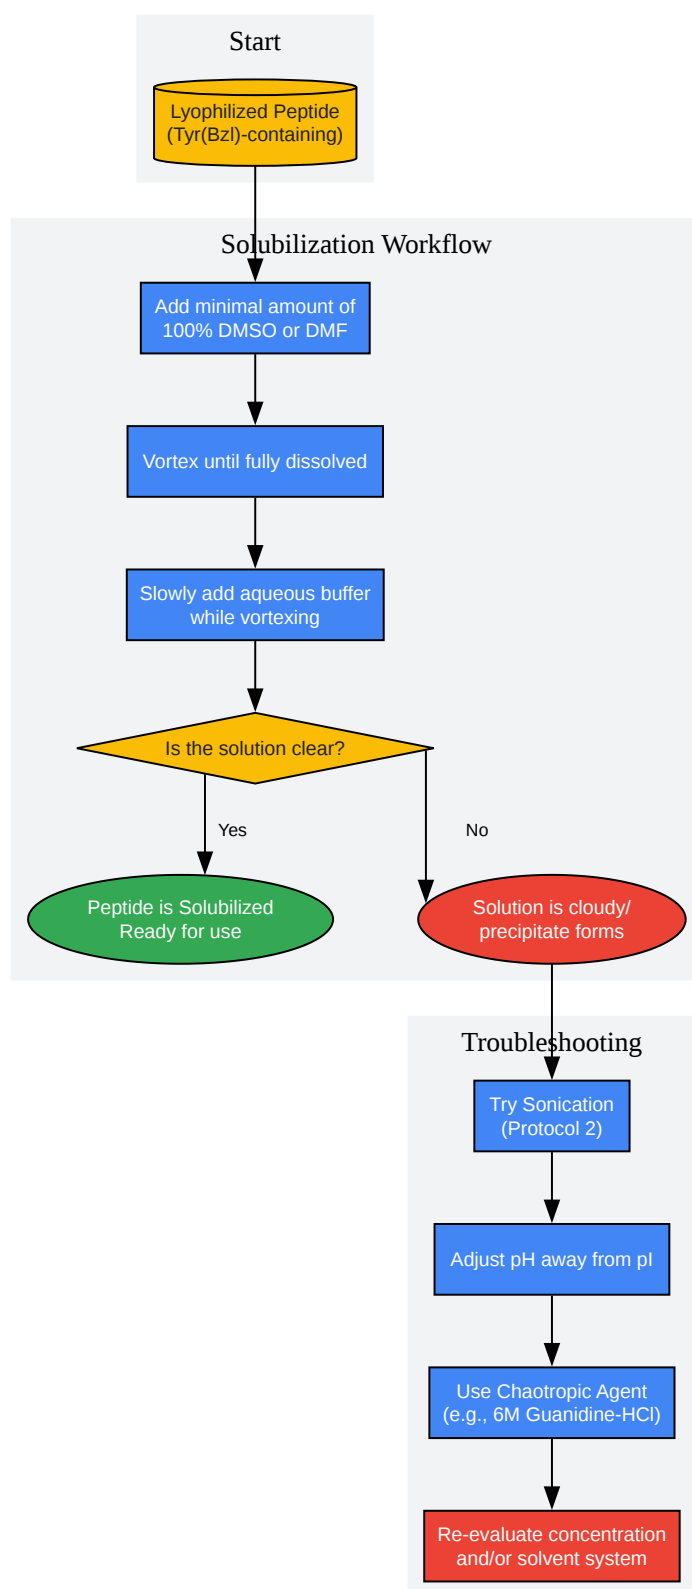 Start
Lyophilized Peptide
(Tyr(Bzl)-containing)
Solubilization Workflow
Add minimal amount of
100% DMSO or DMF
Vortex until fully dissolved
Slowly add aqueous buffer
while vortexing
Is the solution clear?
Yes
No
Peptide is Solubilized
Ready for use
Solution is cloudy/
precipitate forms
Troubleshooting
Try Sonication
(Protocol 2)
Adjust pH away from pI
Use Chaotropic Agent
(e.g., 6M Guanidine-HCl)
Re-evaluate concentration
and/or solvent system